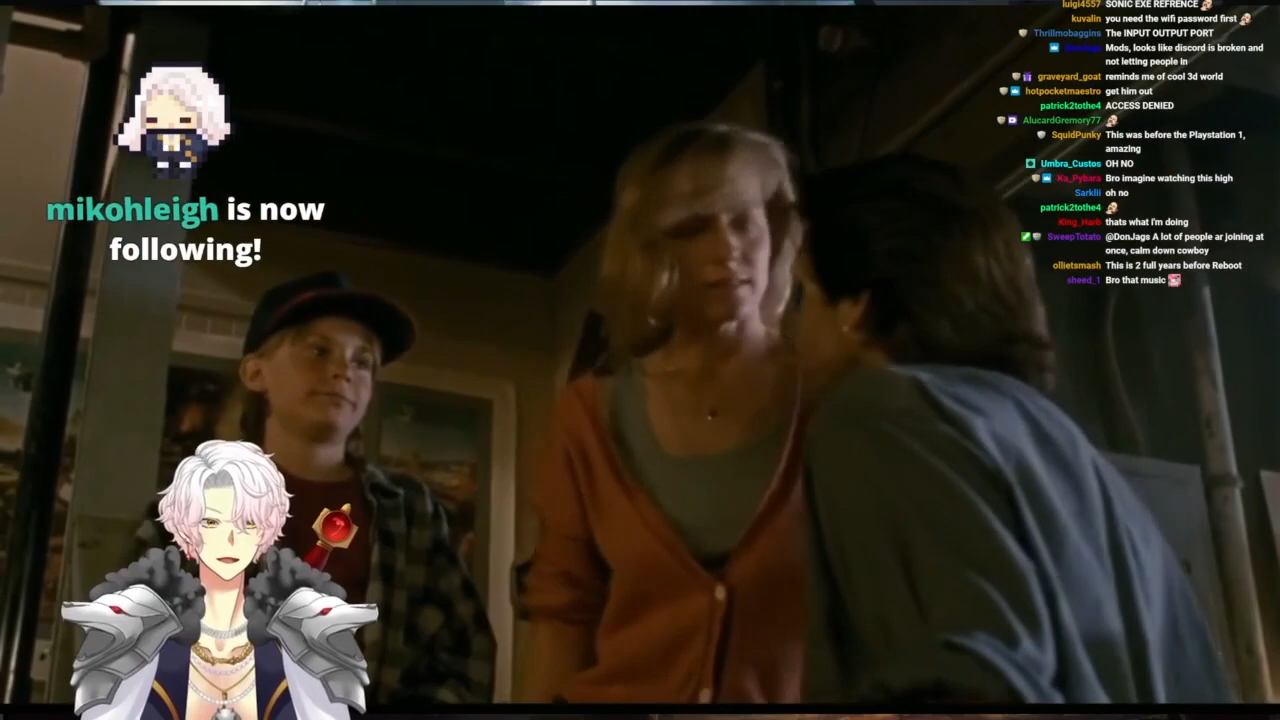 mikohleigh is now
following!
luigi4557 SONIC EXE REFRENCE
kuvalin you need the wifi password first
Thrillmobaggins The INPUT OUTPUT PORT
Mods, looks like discord is broken and
not letting people in
graveyard_goat reminds me of cool 3d world
hotpocketmaestro get him out
patrick2tothe4 ACCESS DENIED
AlucardGremory77
SquidPunky This was before the Playstation 1,
amazing
Umbra_Custos OH NO
Ka_Pybara Bro imagine watching this high
Sarklii oh no
patrick2tothe4
King_Harb thats what i'm doing
SweepTotato @DonJags A lot of people ar joining at
once, calm down cowboy
ollietsmash This is 2 full years before Reboot
sheed_1 Bro that music